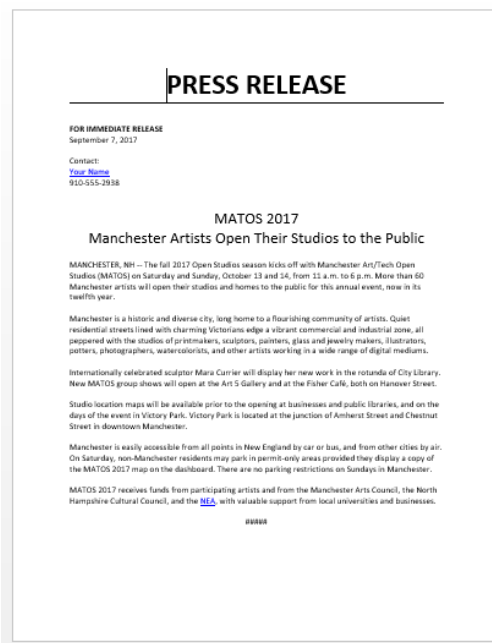 PRESS RELEASE
FOR IMMEDIATE RELEASE
September 7, 2017
Contact:
Your Name
910-555-2938
MATOS 2017
Manchester Artists Open Their Studios to the Public
MANCHESTER, NH -- The fall 2017 Open Studios season kicks off with Manchester Art/Tech Open
Studios (MATOS) on Saturday and Sunday, October 13 and 14, from 11 a.m. to 6 p.m. More than 60
Manchester artists will open their studios and homes to the public for this annual event, now in its
twelfth year.
Manchester is a historic and diverse city, long home to a flourishing community of artists. Quiet
residential streets lined with charming Victorians edge a vibrant commercial and industrial zone, all
peppered with the studios of printmakers, sculptors, painters, glass and jewelry makers, illustrators,
potters, photographers, watercolorists, and other artists working in a wide range of digital mediums.
Internationally celebrated sculptor Mara Currier will display her new work in the rotunda of City Library.
New MATOS group shows will open at the Art 5 Gallery and at the Fisher Café, both on Hanover Street.
Studio location maps will be available prior to the opening at businesses and public libraries, and on the
days of the event in Victory Park. Victory Park is located at the junction of Amherst Street and Chestnut
Street in downtown Manchester.
Manchester is easily accessible from all points in New England by car or bus, and from other cities by air.
On Saturday, non-Manchester residents may park in permit-only areas provided they display a copy of
the MATOS 2017 map on the dashboard. There are no parking restrictions on Sundays in Manchester.
MATOS 2017 receives funds from participating artists and from the Manchester Arts Council, the North
Hampshire Cultural Council, and the NEA, with valuable support from local universities and businesses.
#####